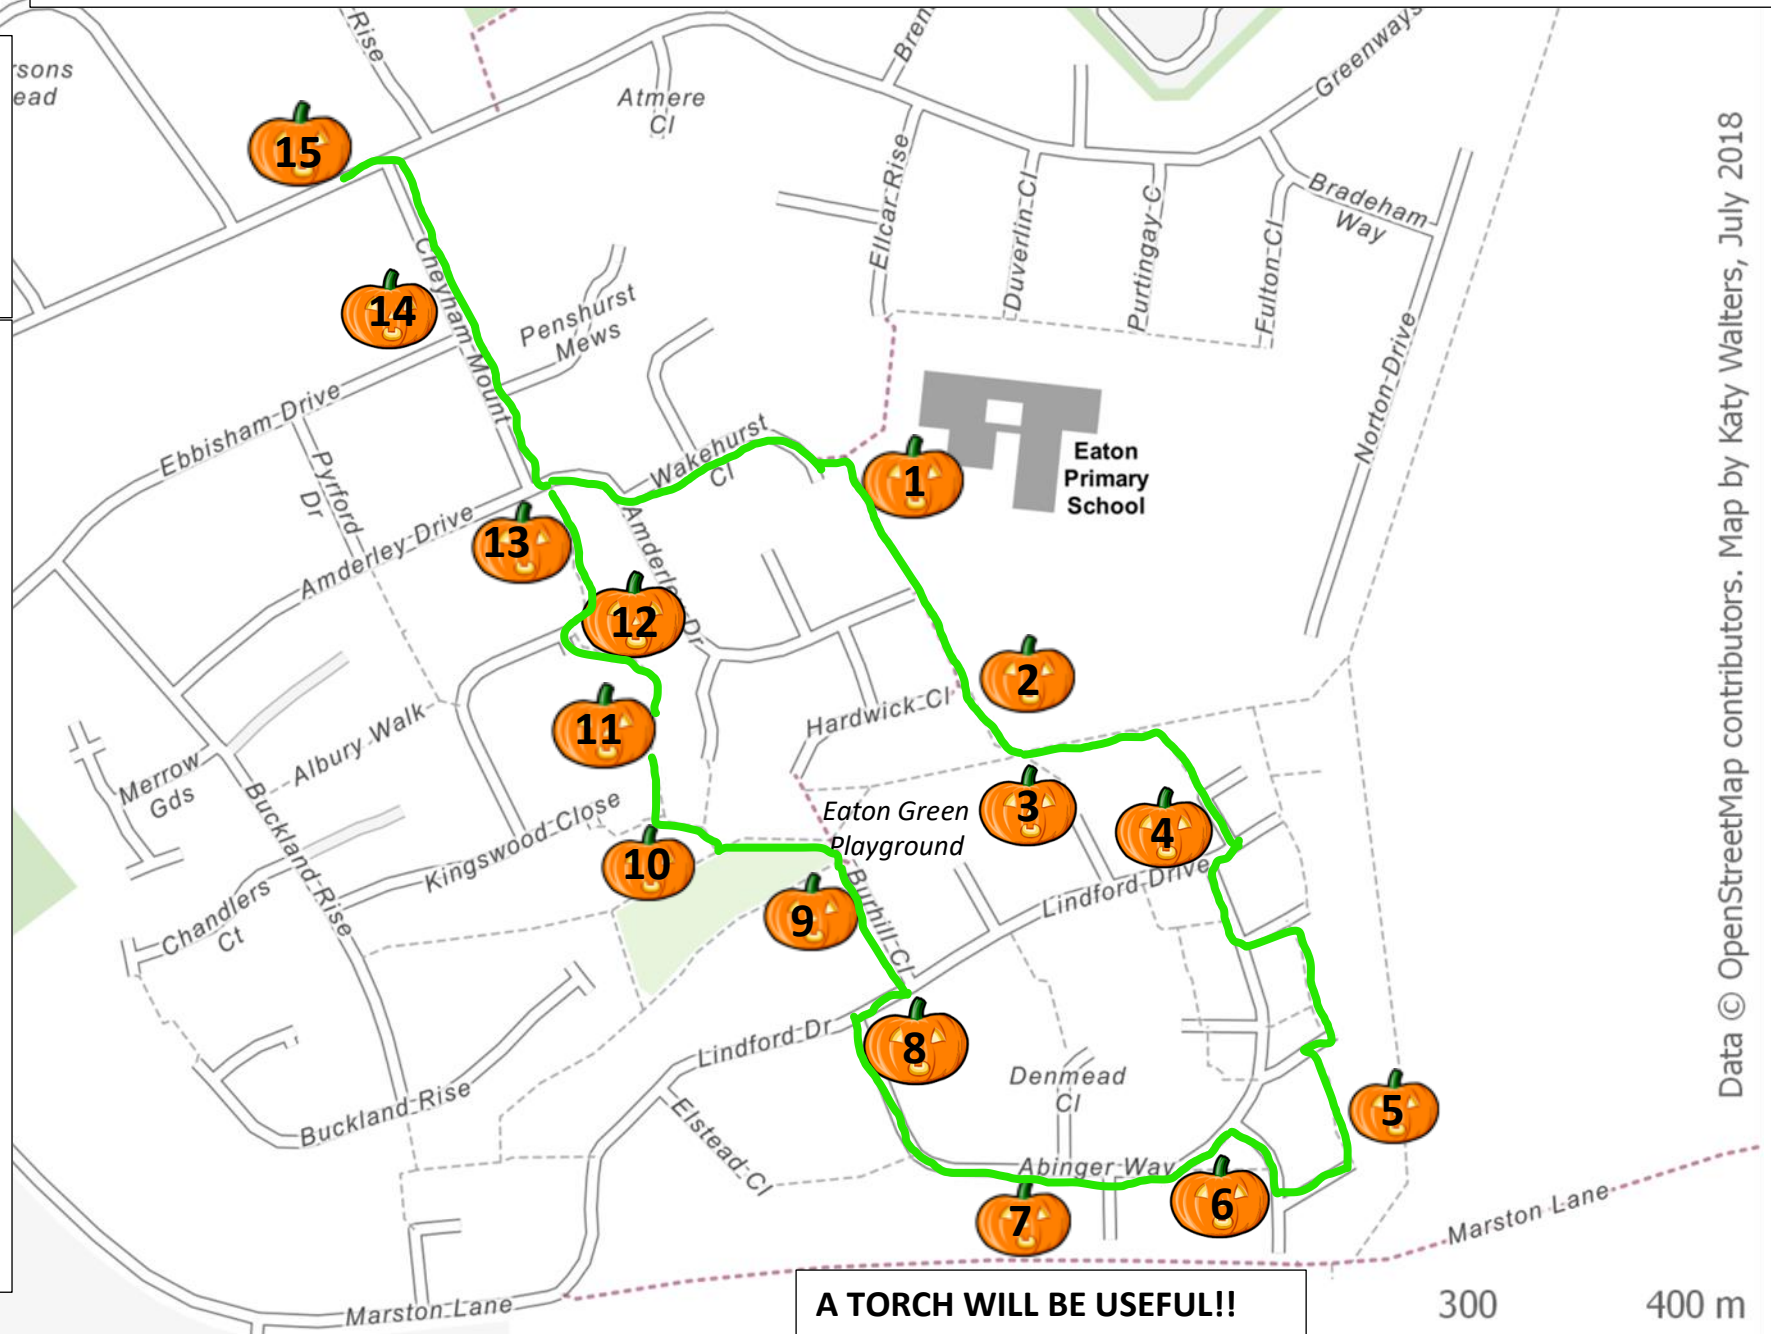 Rise
Bren
Greenways
rsons
ead
Atmere
Cl
15
Ellcar Rise
Duverlin Cl
Purtingay C
Fulton Cl
Bradeham
Way
Cheyham Mount
14
Penshurst
Mews
Norton Drive
Ebbisham Drive
Pyrford
Dr
Wakehurst
Cl
1
Eaton
Primary
School
Amderley Drive
13
Amderley Dr
12
2
Hardwick Cl
11
Albury Walk
Merrow
Gds
Buckland Rise
Kingswood Close
Eaton Green
Playground
3
4
10
9
Burhill Cl
Lindford Drive
Chandlers
Ct
Lindford Dr
8
Denmead
Cl
5
Buckland Rise
Elstead Cl
Abinger Way
7
6
Marston Lane
Marston Lane
A TORCH WILL BE USEFUL!!
300
400 m
Data © OpenStreetMap contributors. Map by Katy Walters, July 2018